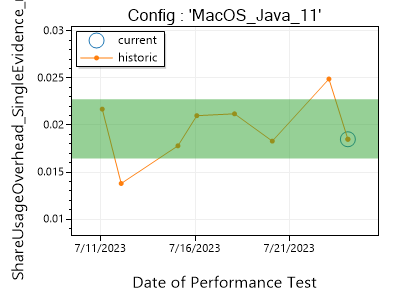 Config : 'MacOS_Java_11'
current
historic
0.03
0.025
0.02
0.015
0.01
ShareUsageOverhead_SingleEvidence_
7/11/2023
7/16/2023
7/21/2023
Date of Performance Test